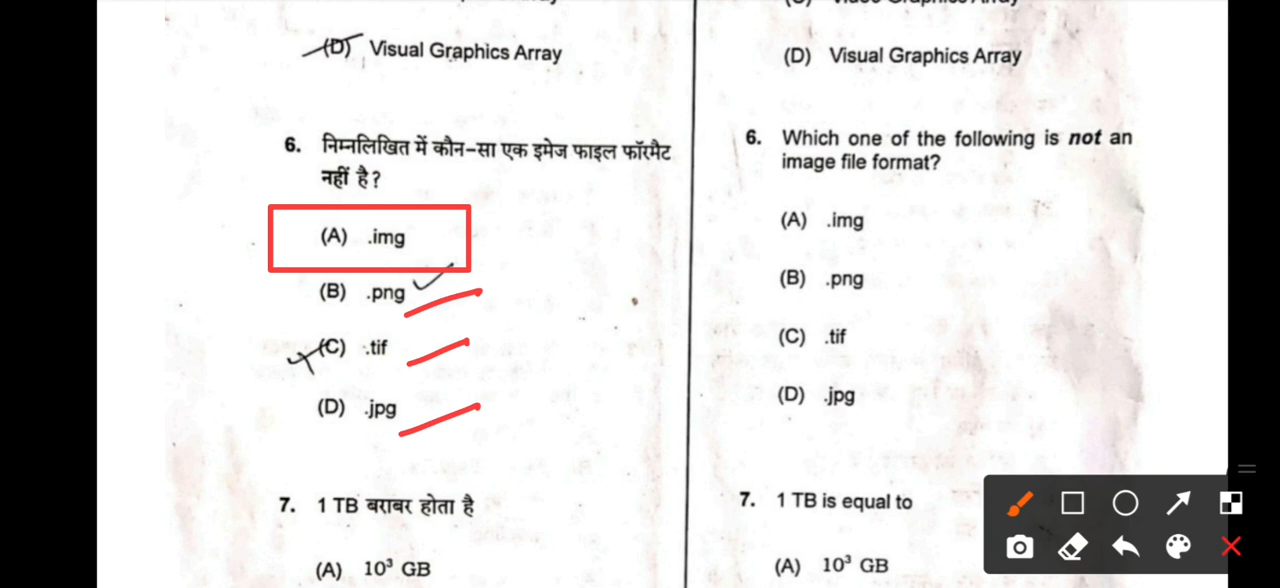 (D) Visual Graphics Array
6. निम्नलिखित में कौन-सा एक इमेज फाइल फॉरमैट
नहीं है?
(A) .img
(B) .png
(C) .tif
(D) .jpg
7. 1 TB बराबर होता है
(A) 10³ GB
(D) Visual Graphics Array
6. Which one of the following is not an
image file format?
(A) .img
(B) .png
(C) .tif
(D) .jpg
7. 1 TB is equal to
(A) 10³ GB